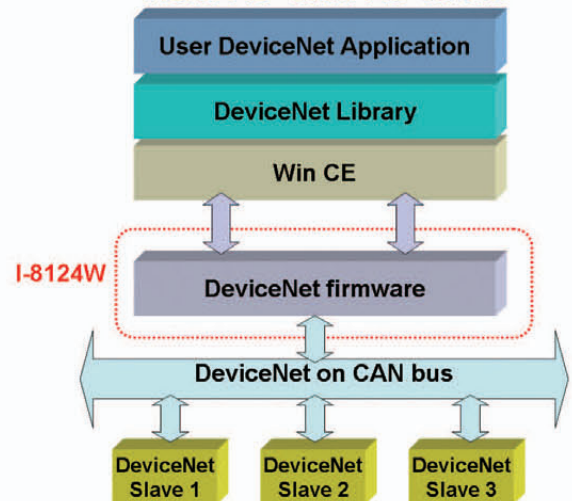 User DeviceNet Application
DeviceNet Library
Win CE
I-8124W
DeviceNet firmware
DeviceNet on CAN bus
DeviceNet
Slave 1
DeviceNet
Slave 2
DeviceNet
Slave 3